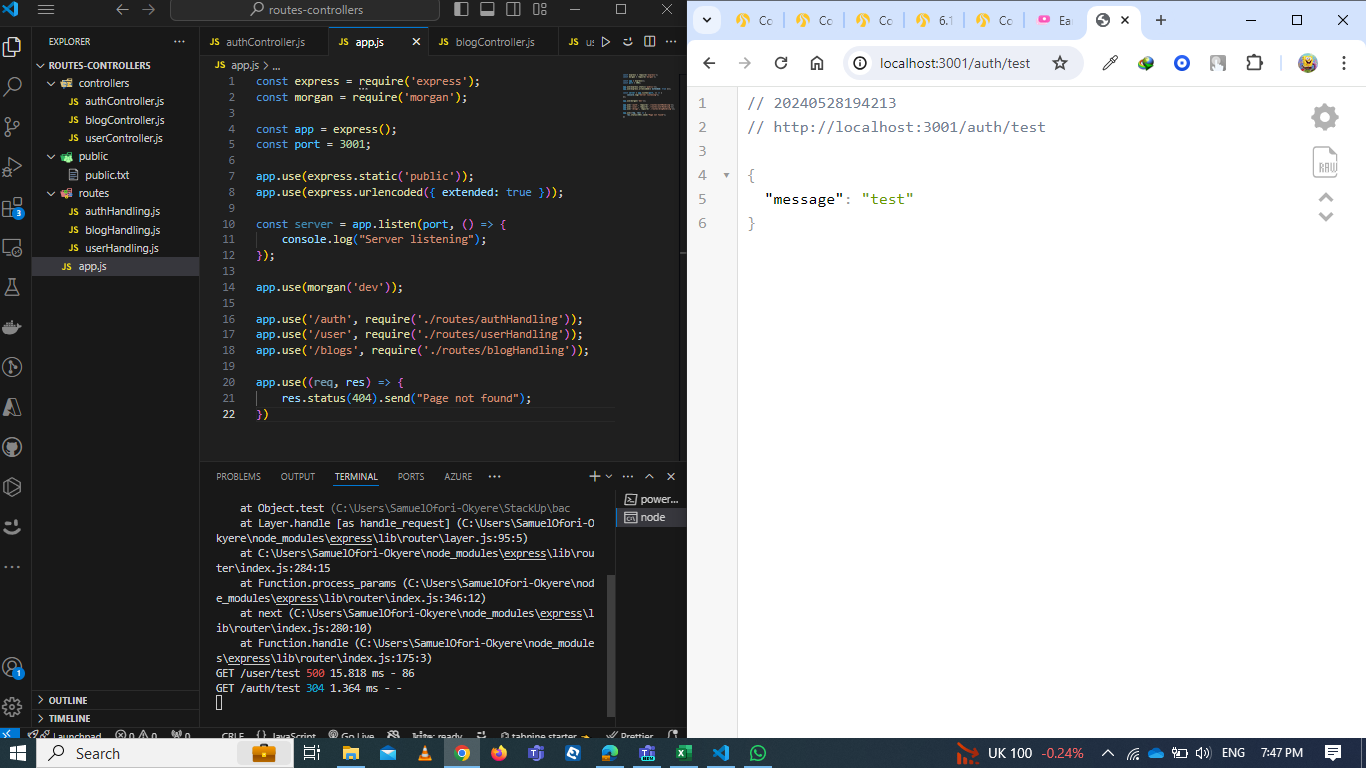 routes-controllers
EXPLORER
ROUTES-CONTROLLERS
controllers
JS authController.js
JS blogController.js
JS userController.js
public
public.txt
routes
JS authHandling.js
JS blogHandling.js
JS userHandling.js
JS app.js
OUTLINE
TIMELINE
3
1
JS authController.js
JS app.js
JS blogController.js
JS us
JS app.js > ...
1 const express = require('express');
2 const morgan = require('morgan');
3
4 const app = express();
5 const port = 3001;
6
7 app.use(express.static('public'));
8 app.use(express.urlencoded({ extended: true }));
9
10 const server = app.listen(port, () => {
11 console.log("Server listening");
12 });
13
14 app.use(morgan('dev'));
15
16 app.use('/auth', require('./routes/authHandling'));
17 app.use('/user', require('./routes/userHandling'));
18 app.use('/blogs', require('./routes/blogHandling'));
19
20 app.use((req, res) => {
21 res.status(404).send("Page not found");
22 })
PROBLEMS OUTPUT TERMINAL PORTS AZURE
power...
node
at Object.test (C:\Users\SamuelOfori-Okyere\StackUp\bac
at Layer.handle [as handle_request] (C:\Users\SamuelOfori-O
kyere\node_modules\express\lib\router\layer.js:95:5)
at C:\Users\SamuelOfori-Okyere\node_modules\express\lib\rou
ter\index.js:284:15
at Function.process_params (C:\Users\SamuelOfori-Okyere\nod
e_modules\express\lib\router\index.js:346:12)
at next (C:\Users\SamuelOfori-Okyere\node_modules\express\l
ib\router\index.js:280:10)
at Function.handle (C:\Users\SamuelOfori-Okyere\node_module
s\express\lib\router\index.js:175:3)
GET /user/test 500 15.818 ms - 86
GET /auth/test 304 1.364 ms - -
Launchpad 0 0 0 CRLF {} JavaScript Go Live ready tabnine starter Prettier
Co
Co
Co
6.1
Co
Ea
localhost:3001/auth/test
1 // 20240528194213
2 // http://localhost:3001/auth/test
3
4 {
5 "message": "test"
6 }
RAW
Search
UK 100 -0.24%
ENG
7:47 PM